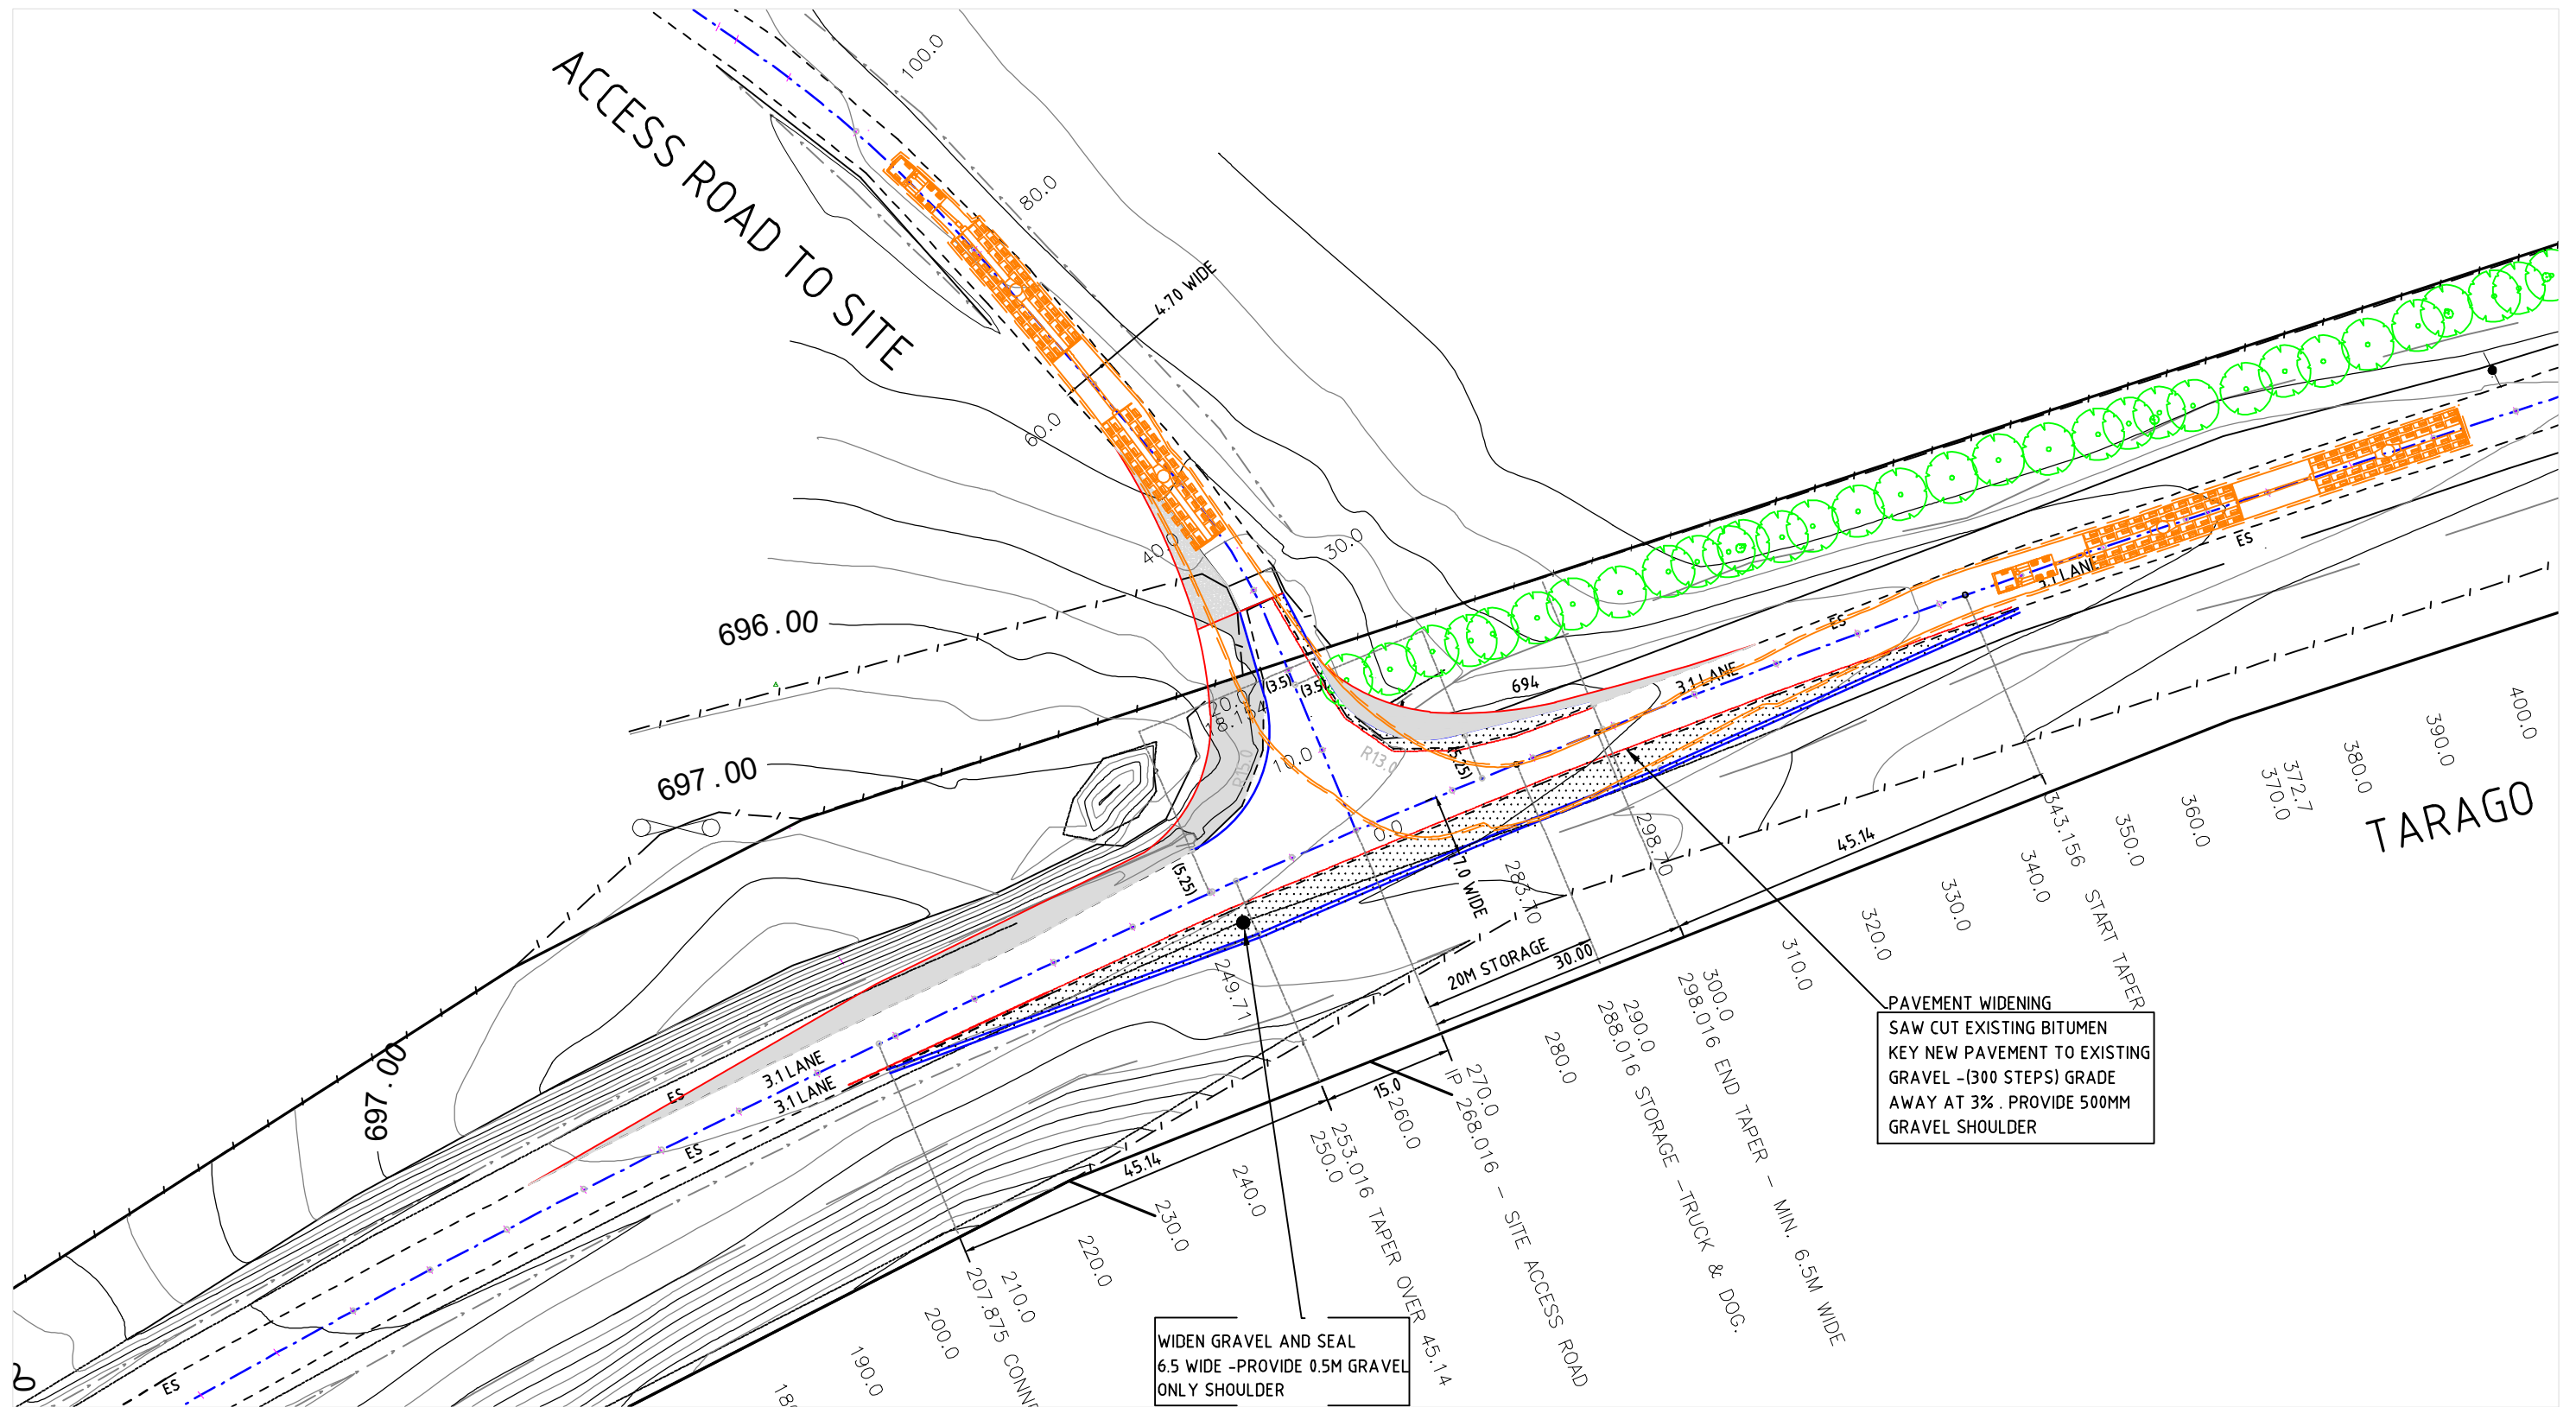 ACCESS ROAD TO SITE
100.0
80.0
4.70 WIDE
60.0
40.0
30.0
696.00
697.00
697.00
20.0
18.154
10.0
(3.5)
(3.5)
R15.0
R13.0
(5.25)
(5.25)
694
3.1 LANE
3.1 LANE
3.1 LANE
3.1 LANE
ES
ES
ES
ES
ES
7.0 WIDE
20M STORAGE
30.00
45.14
15.0
45.14
TARAGO
400.0
390.0
380.0
372.7
370.0
360.0
350.0
343.156 START TAPER
340.0
330.0
320.0
310.0
300.0
298.70
298.016 END TAPER - MIN. 6.5M WIDE
290.0
288.016 STORAGE -TRUCK & DOG.
283.70
280.0
270.0
IP 268.016 - SITE ACCESS ROAD
260.0
253.016 TAPER OVER 45.14
250.0
249.71
240.0
230.0
220.0
210.0
207.875
200.0
190.0
PAVEMENT WIDENING
SAW CUT EXISTING BITUMEN
KEY NEW PAVEMENT TO EXISTING
GRAVEL -(300 STEPS) GRADE
AWAY AT 3% . PROVIDE 500MM
GRAVEL SHOULDER
WIDEN GRAVEL AND SEAL
6.5 WIDE -PROVIDE 0.5M GRAVEL
ONLY SHOULDER